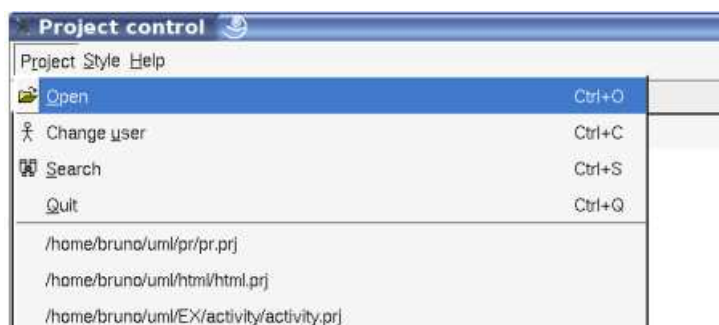 Project control
Project Style Help
Open Ctrl+O
Change user Ctrl+C
Search Ctrl+S
Quit Ctrl+Q
/home/bruno/uml/pr/pr.prj
/home/bruno/uml/html/html.prj
/home/bruno/uml/EX/activity/activity.prj